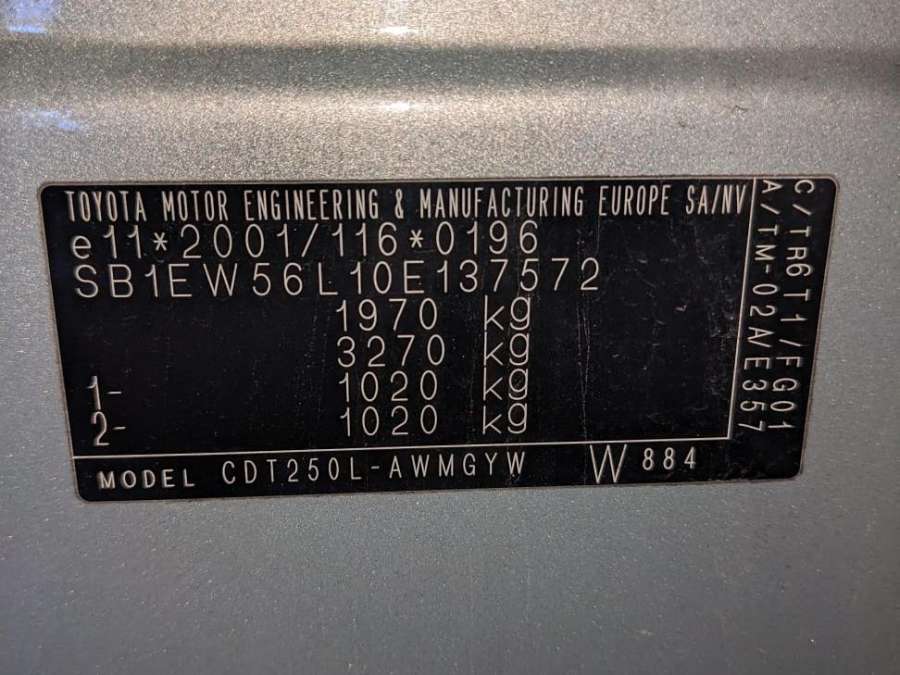 TOYOTA MOTOR ENGINEERING & MANUFACTURING EUROPE SA/NV
e11*2001/116*0196
SB1EW56L10E137572
1970 kg
3270 kg
1- 1020 kg
2- 1020 kg
MODEL CDT250L-AWMGYW W 884
C/TR6T1/FG01
A/TM-02A/E357